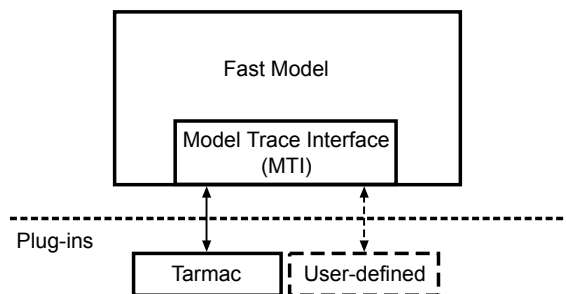 Fast Model
Model Trace Interface
(MTI)
Plug-ins
Tarmac
User-defined